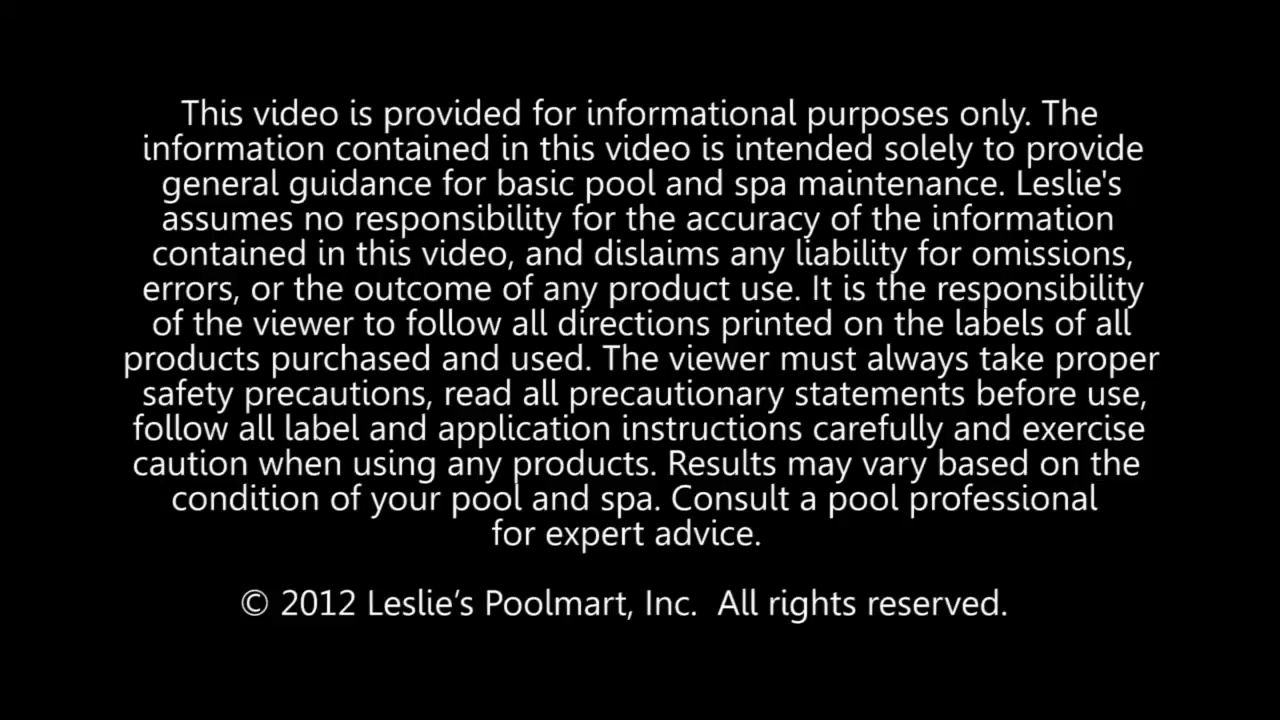 This video is provided for informational purposes only. The
information contained in this video is intended solely to provide
general guidance for basic pool and spa maintenance. Leslie's
assumes no responsibility for the accuracy of the information
contained in this video, and dislaims any liability for omissions,
errors, or the outcome of any product use. It is the responsibility
of the viewer to follow all directions printed on the labels of all
products purchased and used. The viewer must always take proper
safety precautions, read all precautionary statements before use,
follow all label and application instructions carefully and exercise
caution when using any products. Results may vary based on the
condition of your pool and spa. Consult a pool professional
for expert advice.
© 2012 Leslie’s Poolmart, Inc.  All rights reserved.